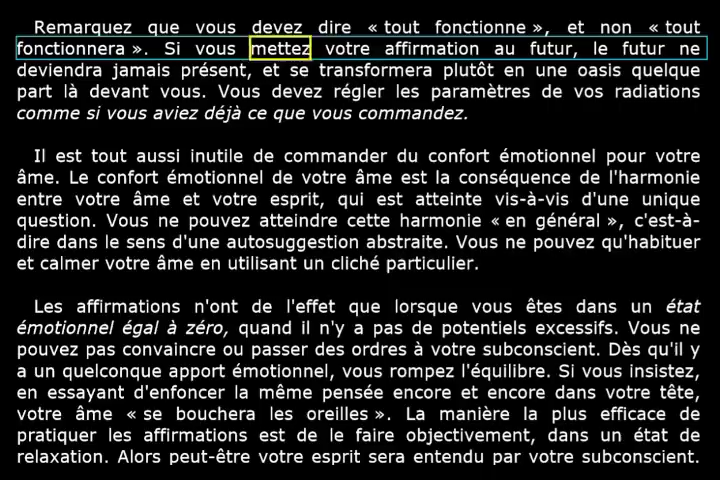 Remarquez que vous devez dire « tout fonctionne », et non « tout
fonctionnera ». Si vous mettez votre affirmation au futur, le futur ne
deviendra jamais présent, et se transformera plutôt en une oasis quelque
part là devant vous. Vous devez régler les paramètres de vos radiations
comme si vous aviez déjà ce que vous commandez.
Il est tout aussi inutile de commander du confort émotionnel pour votre
âme. Le confort émotionnel de votre âme est la conséquence de l'harmonie
entre votre âme et votre esprit, qui est atteinte vis-à-vis d'une unique
question. Vous ne pouvez atteindre cette harmonie « en général », c'est-à-
dire dans le sens d'une autosuggestion abstraite. Vous ne pouvez qu'habituer
et calmer votre âme en utilisant un cliché particulier.
Les affirmations n'ont de l'effet que lorsque vous êtes dans un état
émotionnel égal à zéro, quand il n'y a pas de potentiels excessifs. Vous ne
pouvez pas convaincre ou passer des ordres à votre subconscient. Dès qu'il y
a un quelconque apport émotionnel, vous rompez l'équilibre. Si vous insistez,
en essayant d'enfoncer la même pensée encore et encore dans votre tête,
votre âme « se bouchera les oreilles ». La manière la plus efficace de
pratiquer les affirmations est de le faire objectivement, dans un état de
relaxation. Alors peut-être votre esprit sera entendu par votre subconscient.